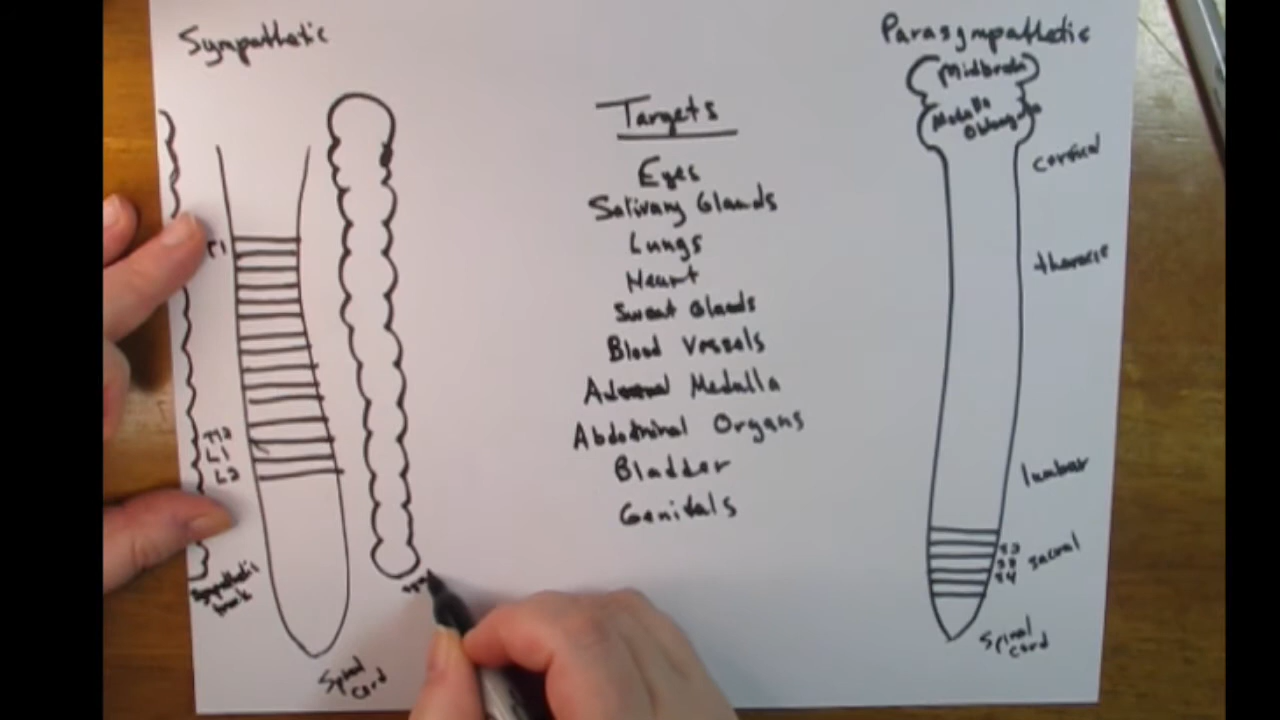 Sympathetic
T1
T12
L1
L2
Sympathetic
trunk
Spinal
cord
Targets
Eyes
Salivary Glands
Lungs
Heart
Sweat Glands
Blood Vessels
Adrenal Medulla
Abdominal Organs
Bladder
Genitals
Parasympathetic
Midbrain
Medulla
Oblongata
cervical
thoracic
lumbar
sacral
S2
S3
S4
Spinal
cord